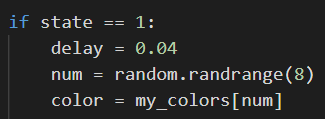 if state == 1:
    delay = 0.04
    num = random.randrange(8)
    color = my_colors[num]